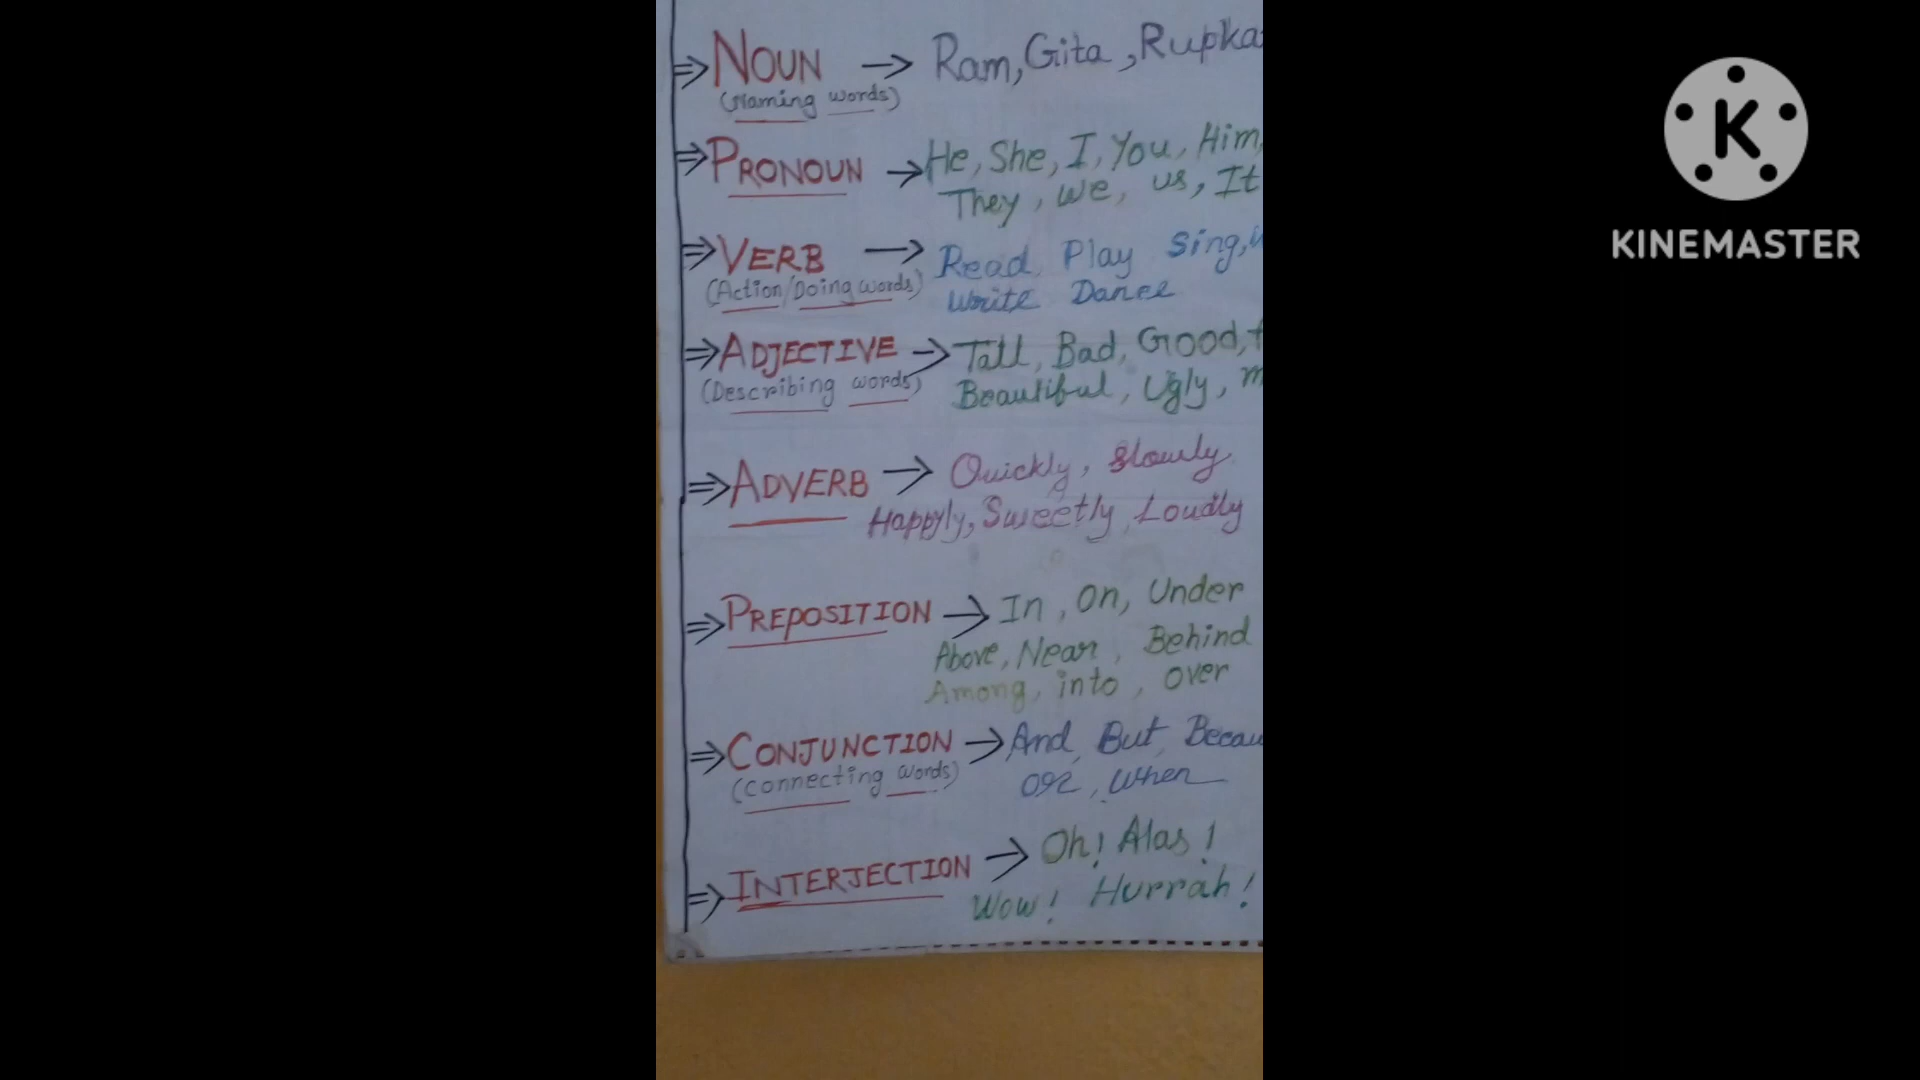 ⇒ NOUN → Ram, Gita, Rupka
(Naming words)
⇒ PRONOUN → He, She, I, You, Him,
They, we, us, It
⇒ VERB → Read, Play Sing,
(Action/Doing words)
Write Dance
⇒ ADJECTIVE → Tall, Bad, Good,
(Describing words)
Beautiful, Ugly,
⇒ ADVERB → Quickly, Slowly
Happyly, Sweetly, Loudly
⇒ PREPOSITION → In, On, Under
Above, Near, Behind
Among, into, over
⇒ CONJUNCTION → And, But, Becau
(Connecting words)
or, when
⇒ INTERJECTION → Oh! Alas!
Wow! Hurrah!
K
KINEMASTER